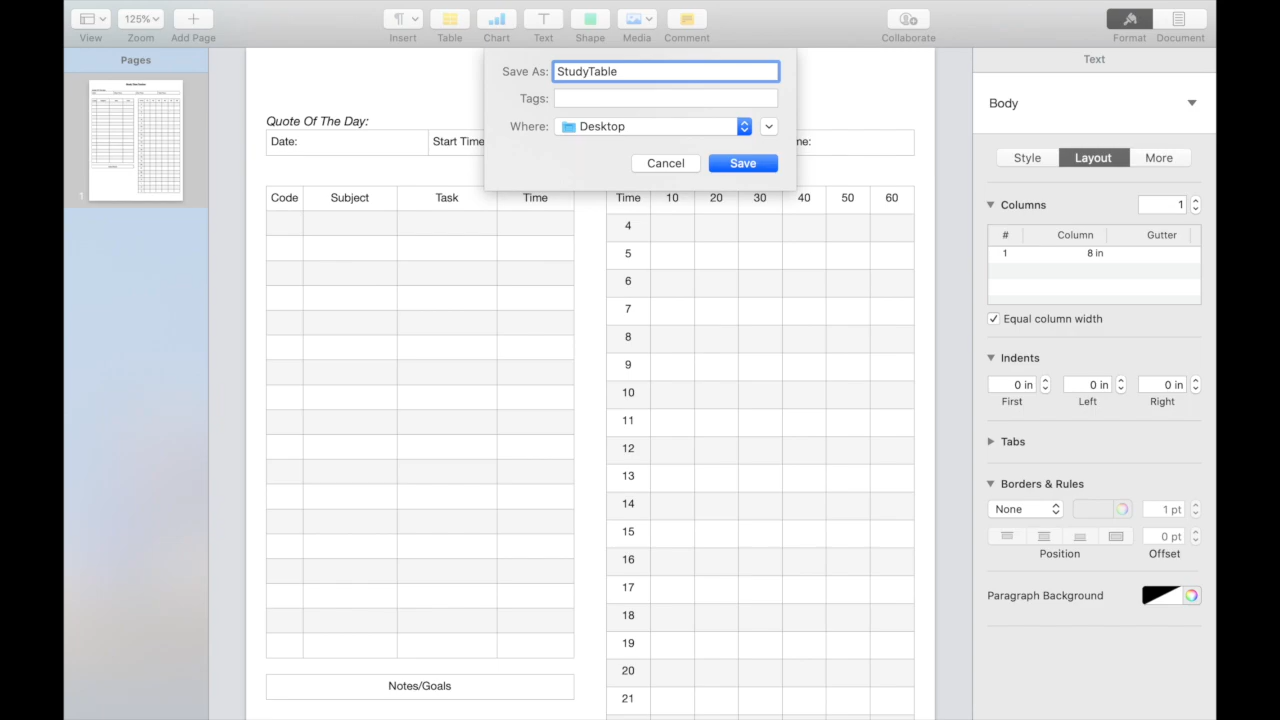 125%
View
Zoom
Add Page
Insert
Table
Chart
Text
Shape
Media
Comment
Collaborate
Format
Document
Pages
1
Save As: StudyTable
Tags:
Where: Desktop
Cancel
Save
Quote Of The Day:
Date:
Start Time
ne:
Code Subject Task Time
Time 10 20 30 40 50 60
4
5
6
7
8
9
10
11
12
13
14
15
16
17
18
19
20
21
Notes/Goals
Text
Body
Style Layout More
Columns 1
# Column Gutter
1 8 in
Equal column width
Indents
0 in 0 in 0 in
First Left Right
Tabs
Borders & Rules
None 1 pt
0 pt
Position Offset
Paragraph Background